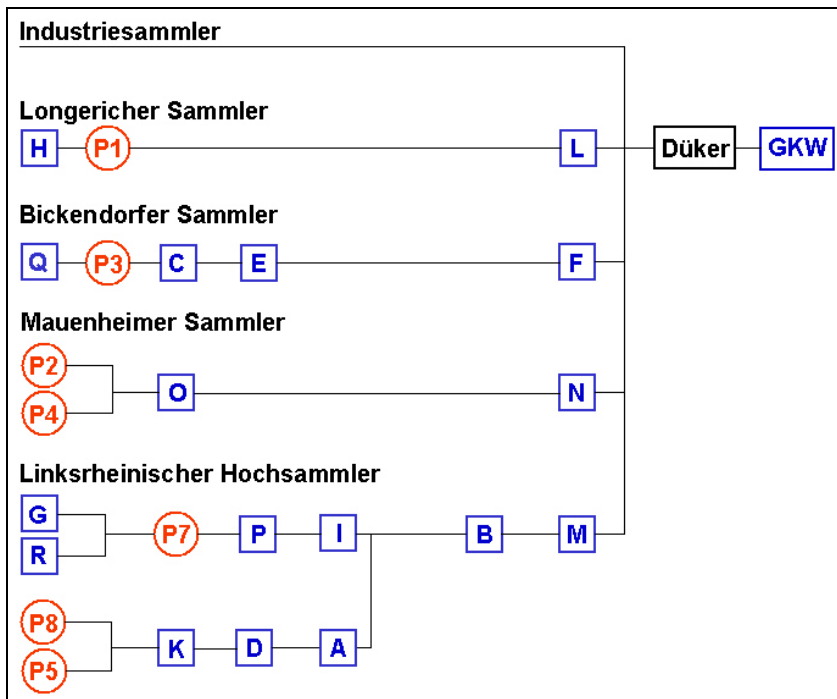 Industriesammler
Longericher Sammler
H P1 L Düker GKW
Bickendorfer Sammler
Q P3 C E F
Mauenheimer Sammler
P2
O N
P4
Linksrheinischer Hochsammler
G
P7 P I B M
R
P8
K D A
P5